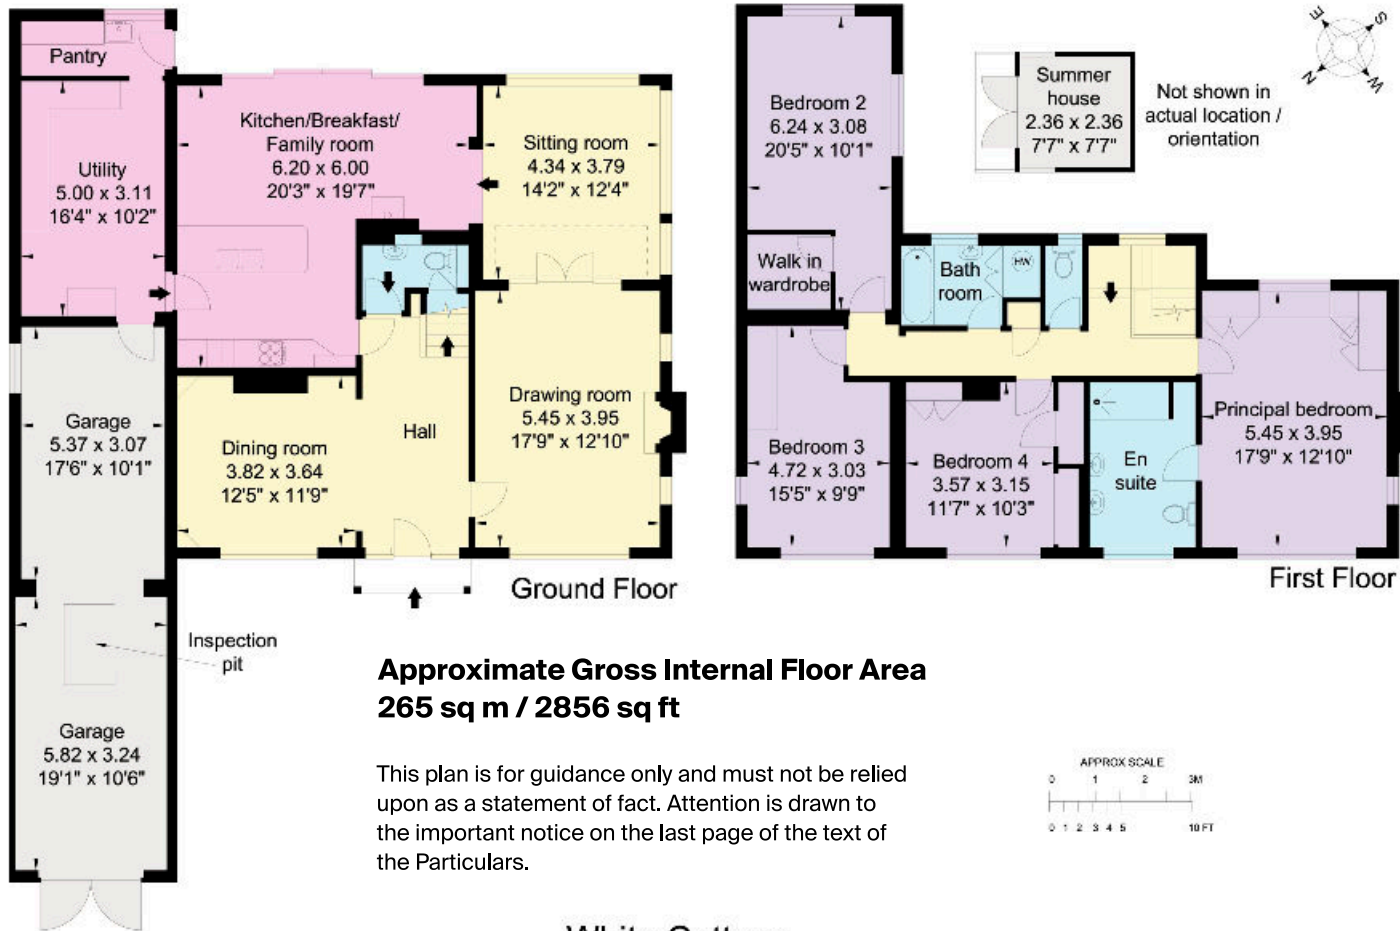 Pantry
Utility
5.00 x 3.11
16'4" x 10'2"
Kitchen/Breakfast/
Family room
6.20 x 6.00
20'3" x 19'7"
Sitting room
4.34 x 3.79
14'2" x 12'4"
Garage
5.37 x 3.07
17'6" x 10'1"
Dining room
3.82 x 3.64
12'5" x 11'9"
Hall
Drawing room
5.45 x 3.95
17'9" x 12'10"
Ground Floor
Inspection
pit
Garage
5.82 x 3.24
19'1" x 10'6"
Bedroom 2
6.24 x 3.08
20'5" x 10'1"
Walk in
wardrobe
Bath
room
HW
Summer
house
2.36 x 2.36
7'7" x 7'7"
Not shown in
actual location /
orientation
E
S
N
W
Bedroom 3
4.72 x 3.03
15'5" x 9'9"
Bedroom 4
3.57 x 3.15
11'7" x 10'3"
En
suite
Principal bedroom
5.45 x 3.95
17'9" x 12'10"
First Floor
Approximate Gross Internal Floor Area
265 sq m / 2856 sq ft
This plan is for guidance only and must not be relied
upon as a statement of fact. Attention is drawn to
the important notice on the last page of the text of
the Particulars.
APPROX SCALE
0 1 2 3M
0 1 2 3 4 5 10 FT